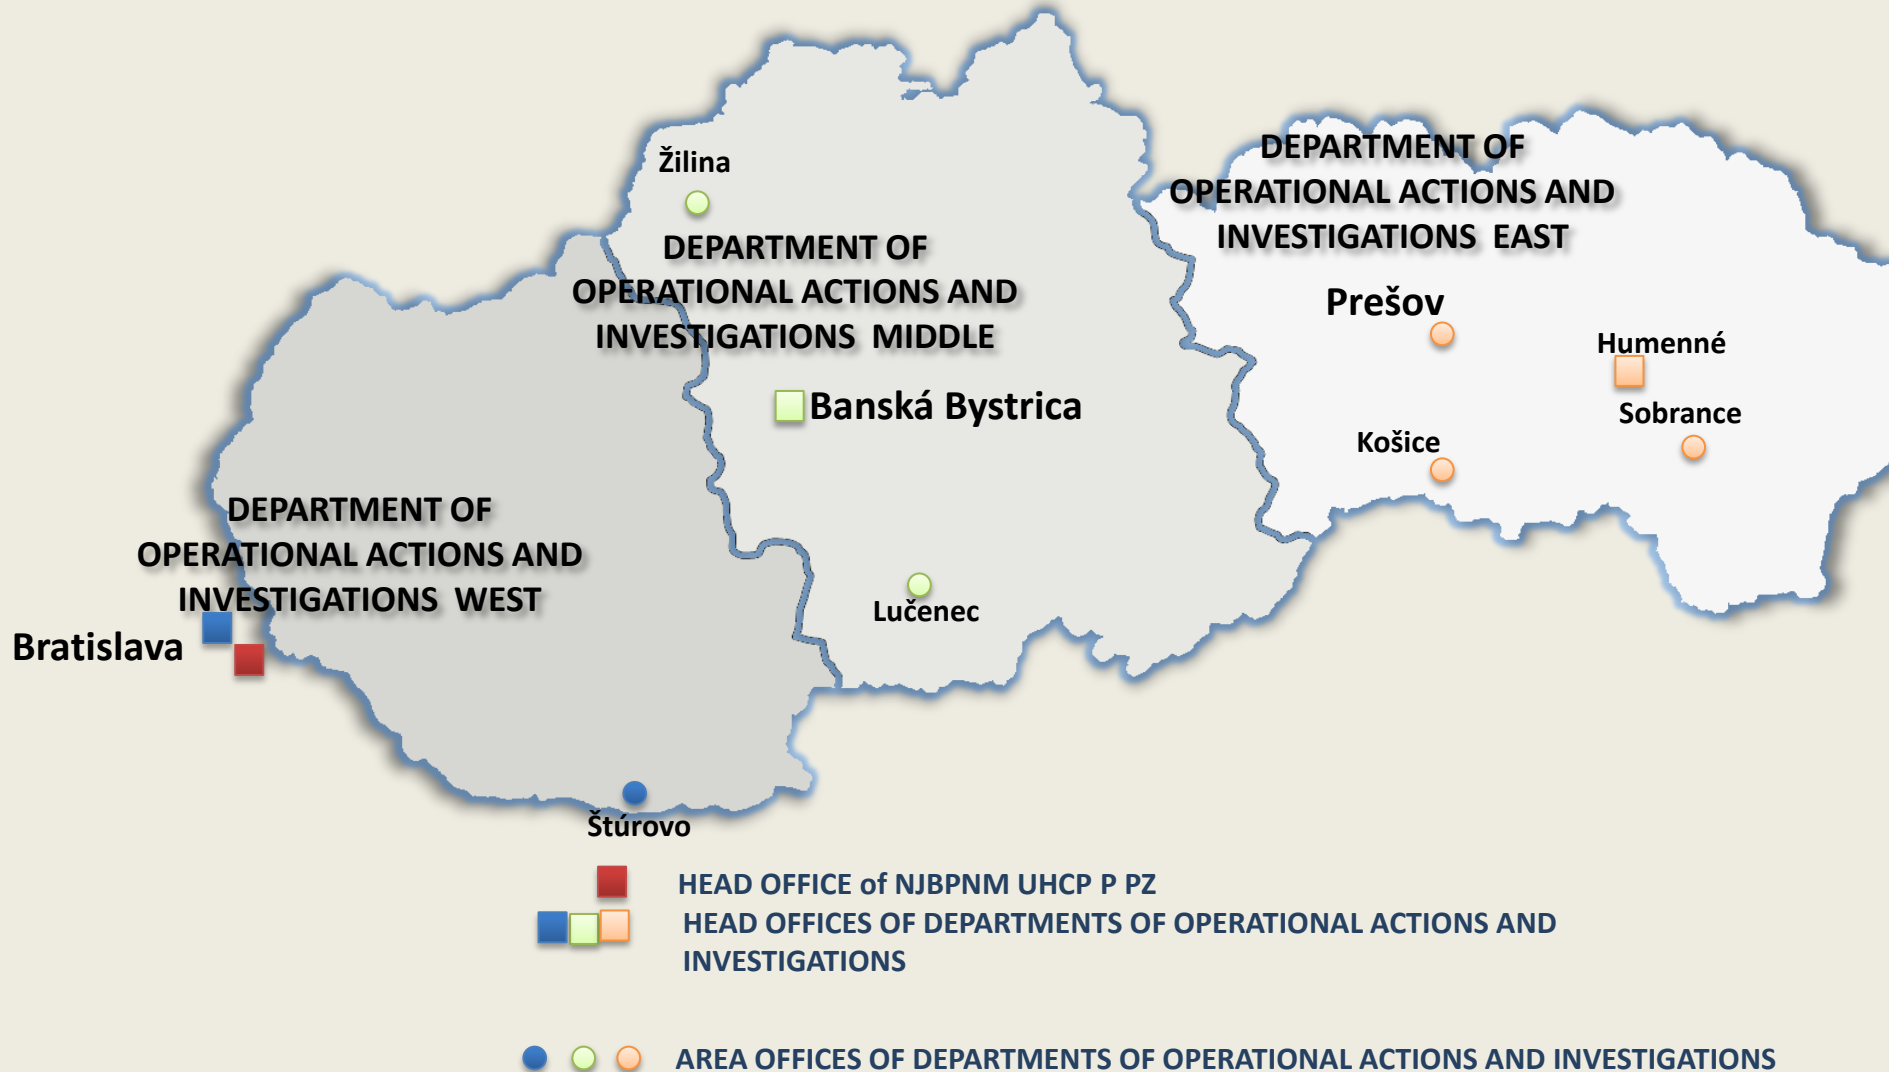 Žilina
DEPARTMENT OF
OPERATIONAL ACTIONS AND
INVESTIGATIONS MIDDLE
Banská Bystrica
Lučenec
DEPARTMENT OF
OPERATIONAL ACTIONS AND
INVESTIGATIONS EAST
Prešov
Humenné
Sobrance
Košice
DEPARTMENT OF
OPERATIONAL ACTIONS AND
INVESTIGATIONS WEST
Bratislava
Štúrovo
HEAD OFFICE of NJBPNM UHCP P PZ
HEAD OFFICES OF DEPARTMENTS OF OPERATIONAL ACTIONS AND
INVESTIGATIONS
AREA OFFICES OF DEPARTMENTS OF OPERATIONAL ACTIONS AND INVESTIGATIONS